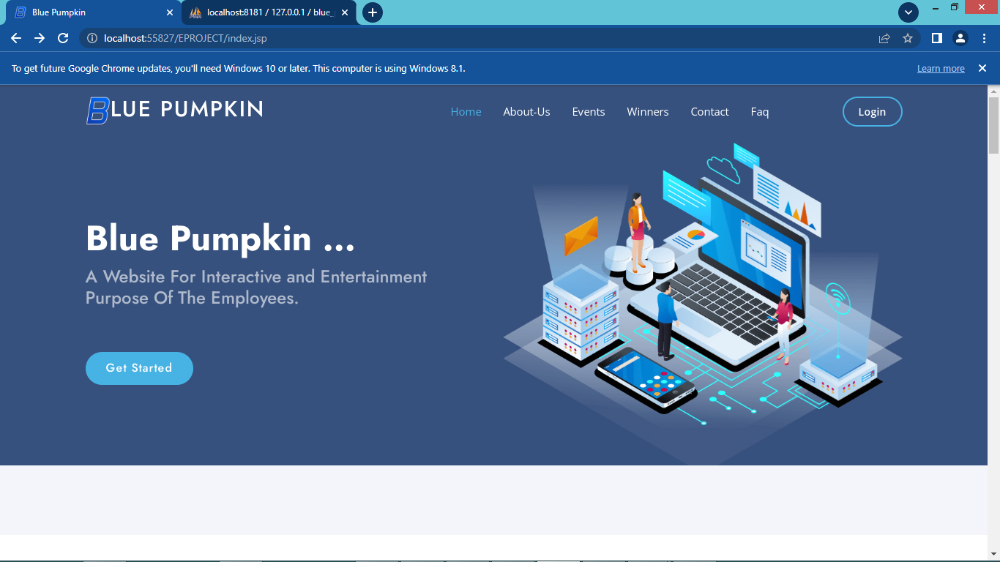 Blue Pumpkin
localhost:8181 / 127.0.0.1 / blue_
localhost:55827/EPROJECT/index.jsp
To get future Google Chrome updates, you'll need Windows 10 or later. This computer is using Windows 8.1.
Learn more
BLUE PUMPKIN
Home
About-Us
Events
Winners
Contact
Faq
Login
Blue Pumpkin ...
A Website For Interactive and Entertainment
Purpose Of The Employees.
Get Started